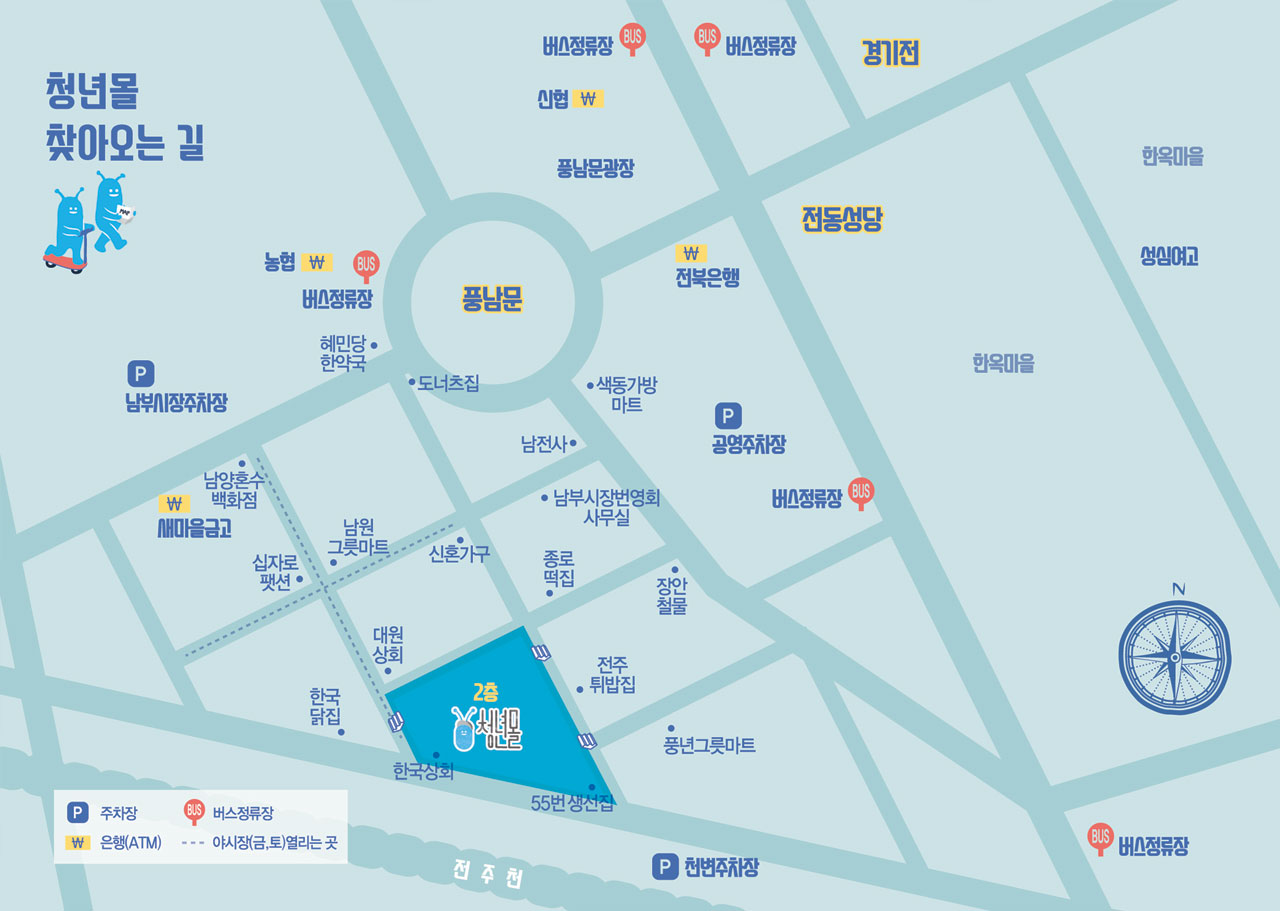 청년몰
찾아오는 길
MAP
버스정류장
BUS
BUS
버스정류장
경기전
신협 ₩
풍남문광장
한옥마을
전동성당
성심여고
농협 ₩
BUS
버스정류장
₩
전북은행
풍남문
혜민당
한약국
한옥마을
P
남부시장주차장
도너츠집
색동가방
마트
P
공영주차장
남전사
남양혼수
백화점
₩
새마을금고
남부시장번영회
사무실
버스정류장
BUS
남원
그릇마트
신혼가구
십자로
팻션
종로
떡집
장안
철물
N
대원
상회
전주
튀밥집
한국
닭집
2층
청년몰
풍년그릇마트
한국상회
55번 생선집
P 주차장
BUS 버스정류장
₩ 은행(ATM)
야시장(금,토)열리는 곳
전주천
P 천변주차장
BUS
버스정류장